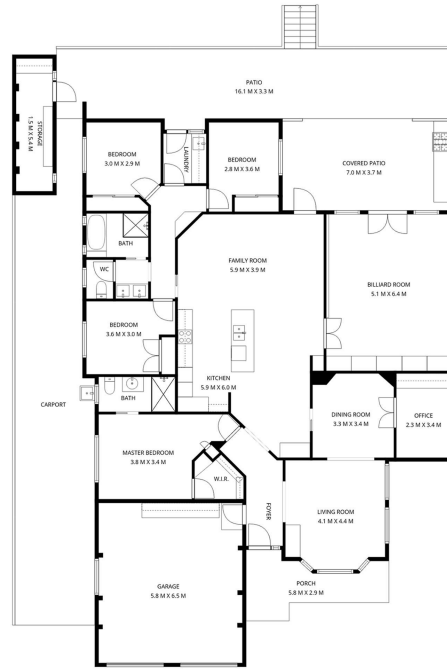 PATIO
16.1 M X 3.3 M
STORAGE
1.5 M X 5.4 M
BEDROOM
3.0 M X 2.9 M
LAUNDRY
BEDROOM
2.8 M X 3.6 M
COVERED PATIO
7.0 M X 3.7 M
BATH
FAMILY ROOM
5.9 M X 3.9 M
WC
BILLIARD ROOM
5.1 M X 6.4 M
BEDROOM
3.6 M X 3.0 M
KITCHEN
5.9 M X 6.0 M
CARPORT
BATH
DINING ROOM
3.3 M X 3.4 M
OFFICE
2.3 M X 3.4 M
MASTER BEDROOM
3.8 M X 3.4 M
W.I.R.
FOYER
LIVING ROOM
4.1 M X 4.4 M
GARAGE
5.8 M X 6.5 M
PORCH
5.8 M X 2.9 M